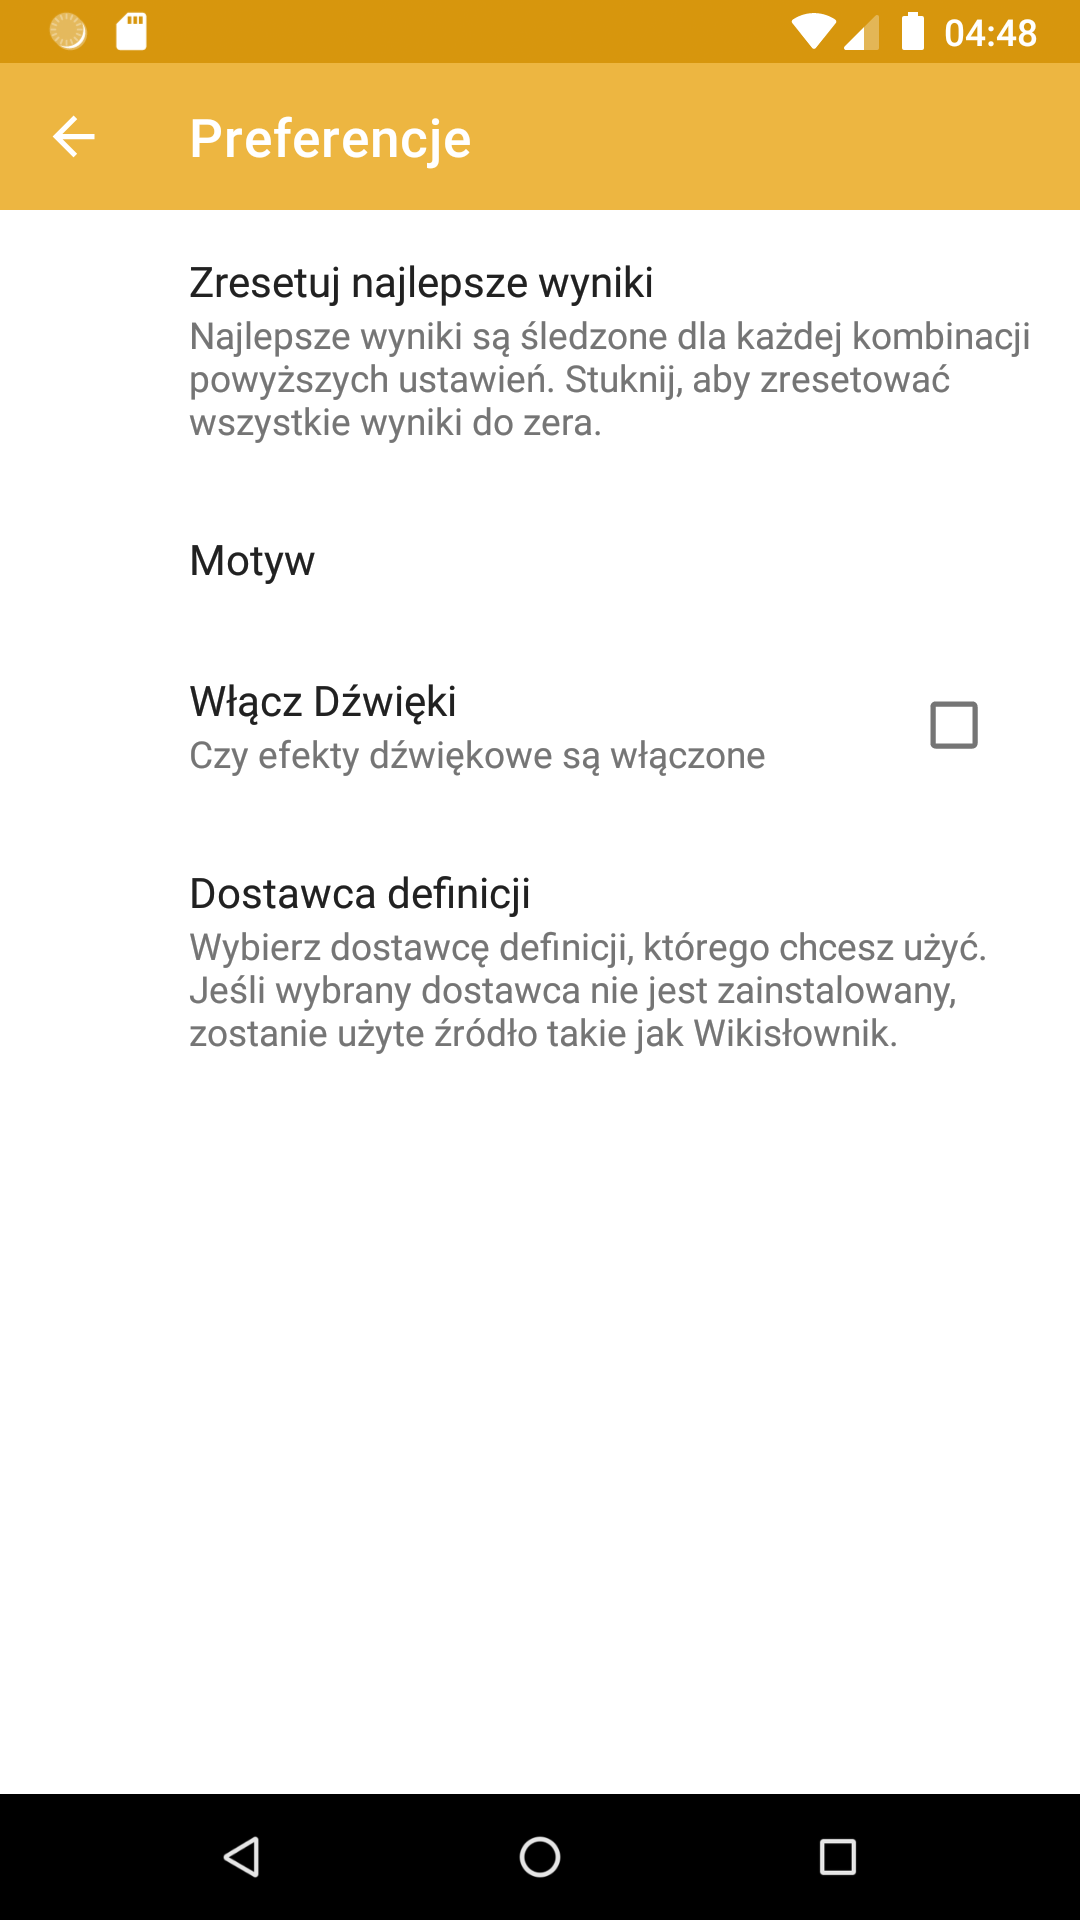 04:48
Preferencje
Zresetuj najlepsze wyniki
Najlepsze wyniki są śledzone dla każdej kombinacji
powyższych ustawień. Stuknij, aby zresetować
wszystkie wyniki do zera.
Motyw
Włącz Dźwięki
Czy efekty dźwiękowe są włączone
Dostawca definicji
Wybierz dostawcę definicji, którego chcesz użyć.
Jeśli wybrany dostawca nie jest zainstalowany,
zostanie użyte źródło takie jak Wikisłownik.